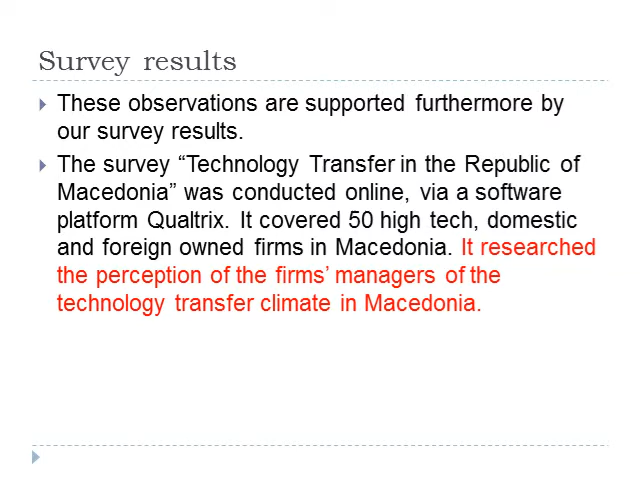 Survey results
These observations are supported furthermore by
our survey results.
The survey “Technology Transfer in the Republic of
Macedonia” was conducted online, via a software
platform Qualtrix. It covered 50 high tech, domestic
and foreign owned firms in Macedonia. It researched
the perception of the firms’ managers of the
technology transfer climate in Macedonia.